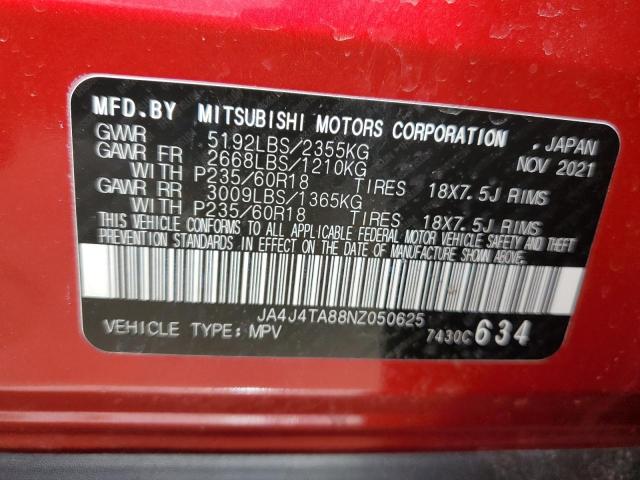 MFD.BY MITSUBISHI MOTORS CORPORATION , JAPAN
GVWR 5192LBS/2355KG NOV 2021
GAWR FR 2668LBS/1210KG
WITH P235/60R18 TIRES 18X7.5J RIMS
GAWR RR 3009LBS/1365KG
WITH P235/60R18 TIRES 18X7.5J RIMS
THIS VEHICLE CONFORMS TO ALL APPLICABLE FEDERAL MOTOR VEHICLE SAFETY AND THEFT
PREVENTION STANDARDS IN EFFECT ON THE DATE OF MANUFACTURE SHOWN ABOVE.
JA4J4TA88NZ050625
VEHICLE TYPE: MPV 7430C 634